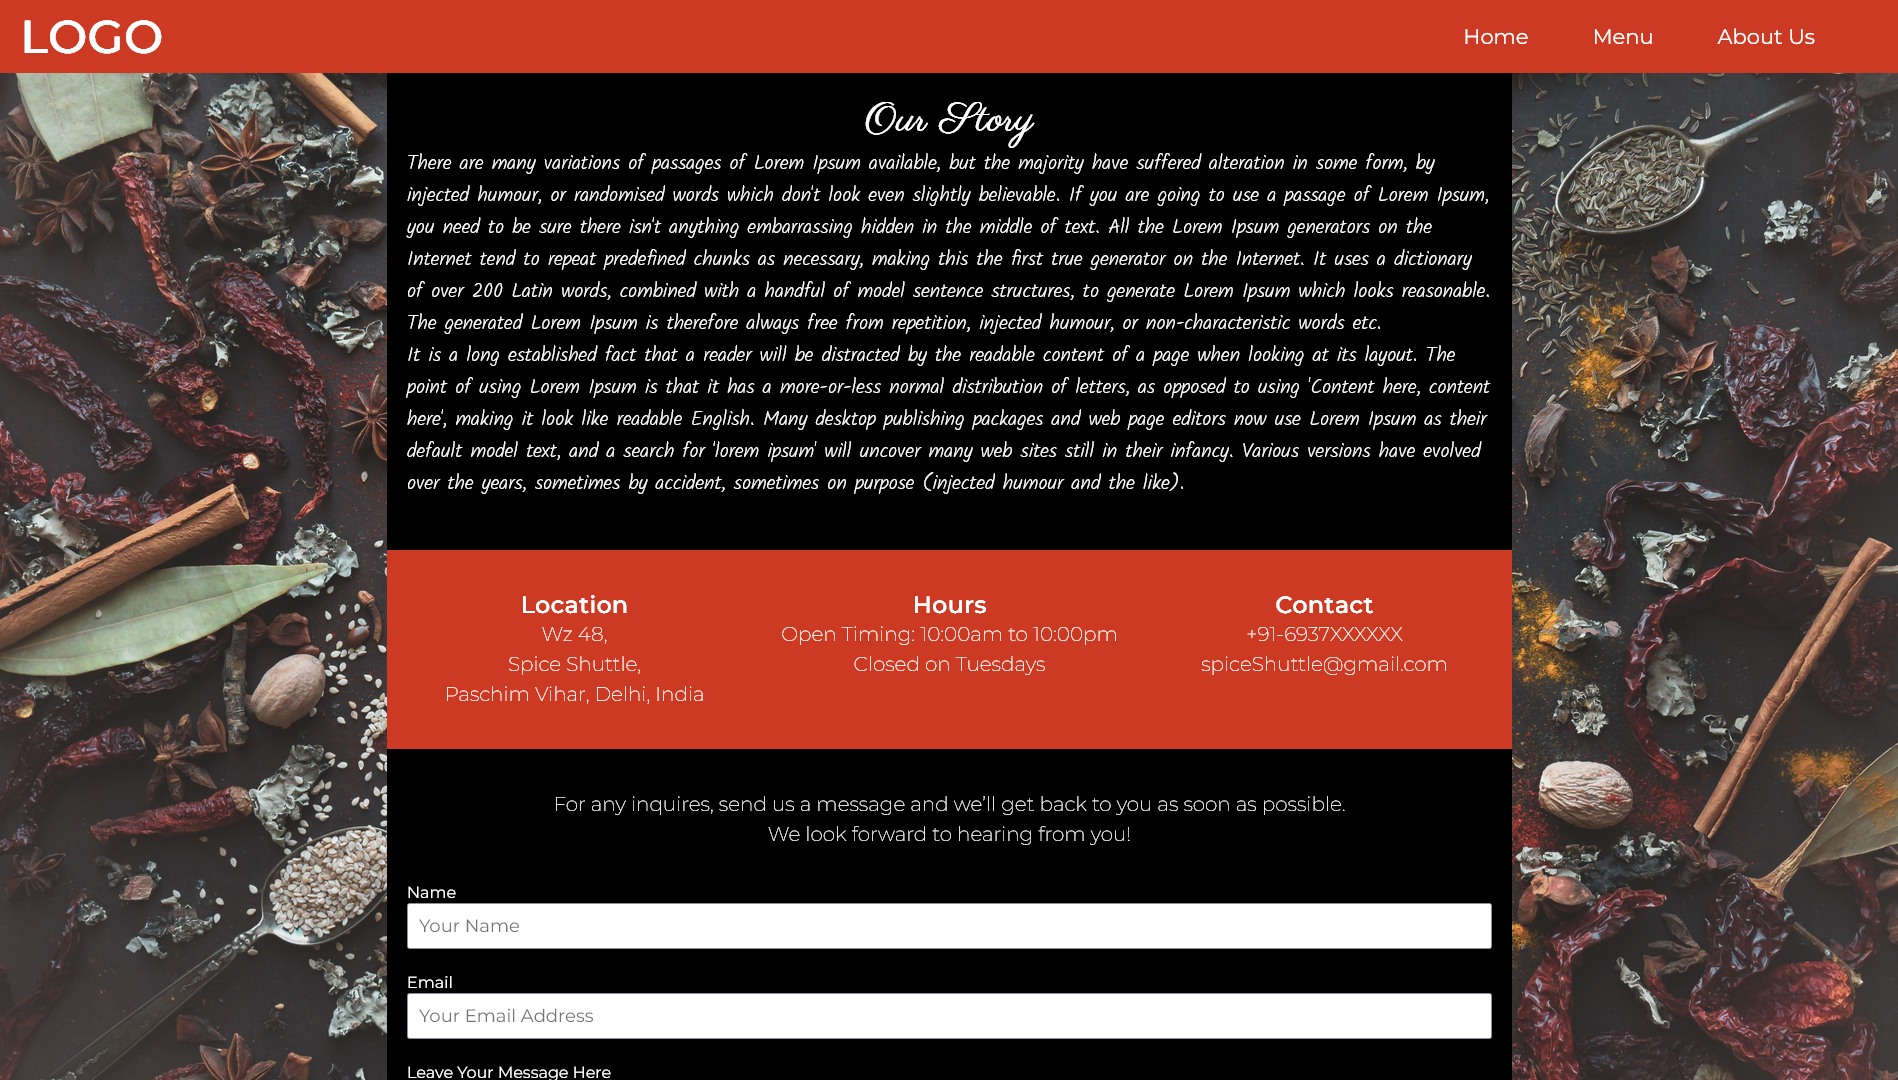 LOGO
Home Menu About Us
Our Story
There are many variations of passages of Lorem Ipsum available, but the majority have suffered alteration in some form, by
injected humour, or randomised words which don't look even slightly believable. If you are going to use a passage of Lorem Ipsum,
you need to be sure there isn't anything embarrassing hidden in the middle of text. All the Lorem Ipsum generators on the
Internet tend to repeat predefined chunks as necessary, making this the first true generator on the Internet. It uses a dictionary
of over 200 Latin words, combined with a handful of model sentence structures, to generate Lorem Ipsum which looks reasonable.
The generated Lorem Ipsum is therefore always free from repetition, injected humour, or non-characteristic words etc.
It is a long established fact that a reader will be distracted by the readable content of a page when looking at its layout. The
point of using Lorem Ipsum is that it has a more-or-less normal distribution of letters, as opposed to using 'Content here, content
here', making it look like readable English. Many desktop publishing packages and web page editors now use Lorem Ipsum as their
default model text, and a search for 'lorem ipsum' will uncover many web sites still in their infancy. Various versions have evolved
over the years, sometimes by accident, sometimes on purpose (injected humour and the like).
Location
Wz 48,
Spice Shuttle,
Paschim Vihar, Delhi, India
Hours
Open Timing: 10:00am to 10:00pm
Closed on Tuesdays
Contact
+91-6937XXXXXX
spiceShuttle@gmail.com
For any inquires, send us a message and we’ll get back to you as soon as possible.
We look forward to hearing from you!
Name
Your Name
Email
Your Email Address
Leave Your Message Here